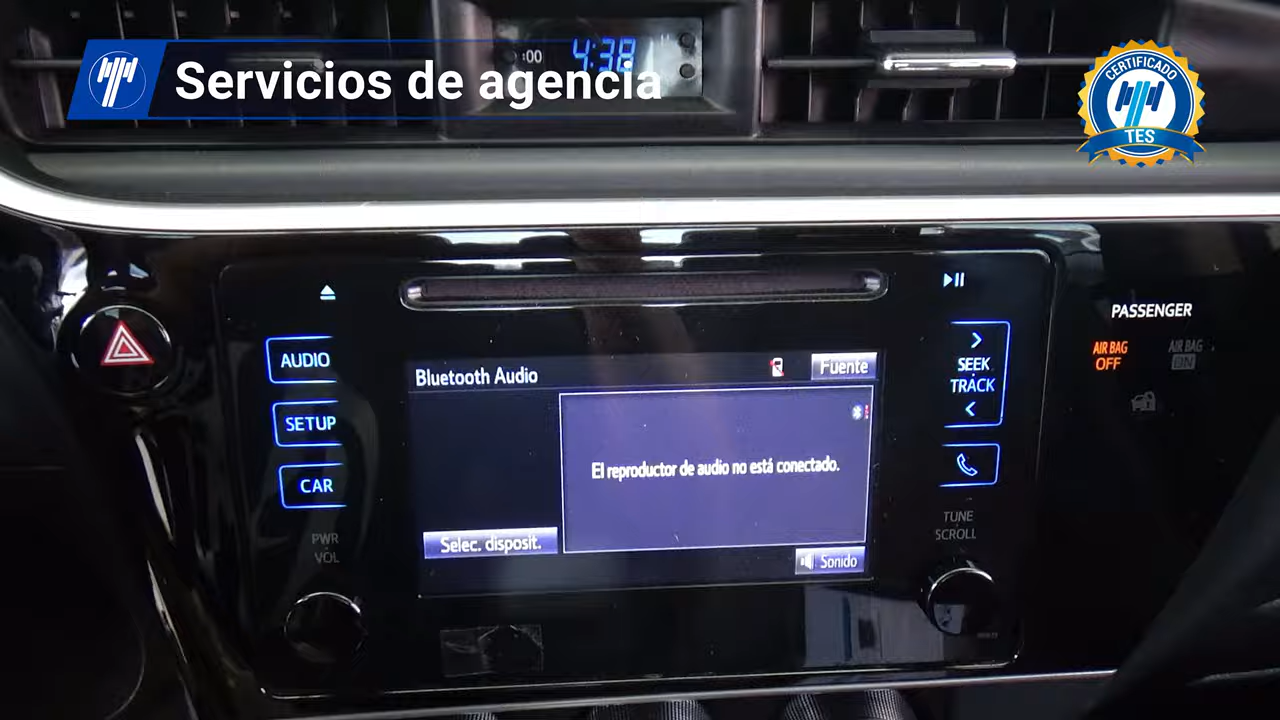 :00 4:38
Servicios de agencia
CERTIFICADO
TES
AUDIO
SETUP
CAR
PWR
VOL
Bluetooth Audio
Fuente
El reproductor de audio no está conectado.
Selec. disposit.
Sonido
SEEK
TRACK
TUNE
SCROLL
PASSENGER
AIR BAG
OFF
AIR BAG
ON